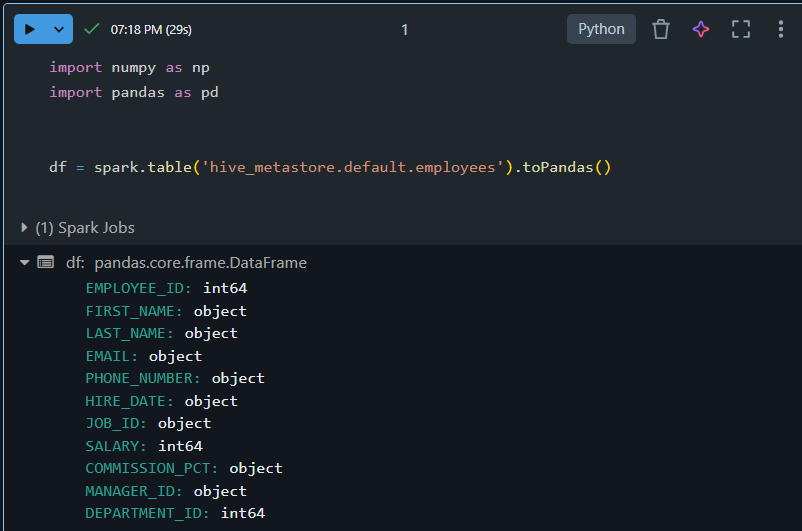 07:18 PM (29s)
1
Python
import numpy as np
import pandas as pd
df = spark.table('hive_metastore.default.employees').toPandas()
(1) Spark Jobs
df: pandas.core.frame.DataFrame
EMPLOYEE_ID: int64
FIRST_NAME: object
LAST_NAME: object
EMAIL: object
PHONE_NUMBER: object
HIRE_DATE: object
JOB_ID: object
SALARY: int64
COMMISSION_PCT: object
MANAGER_ID: object
DEPARTMENT_ID: int64